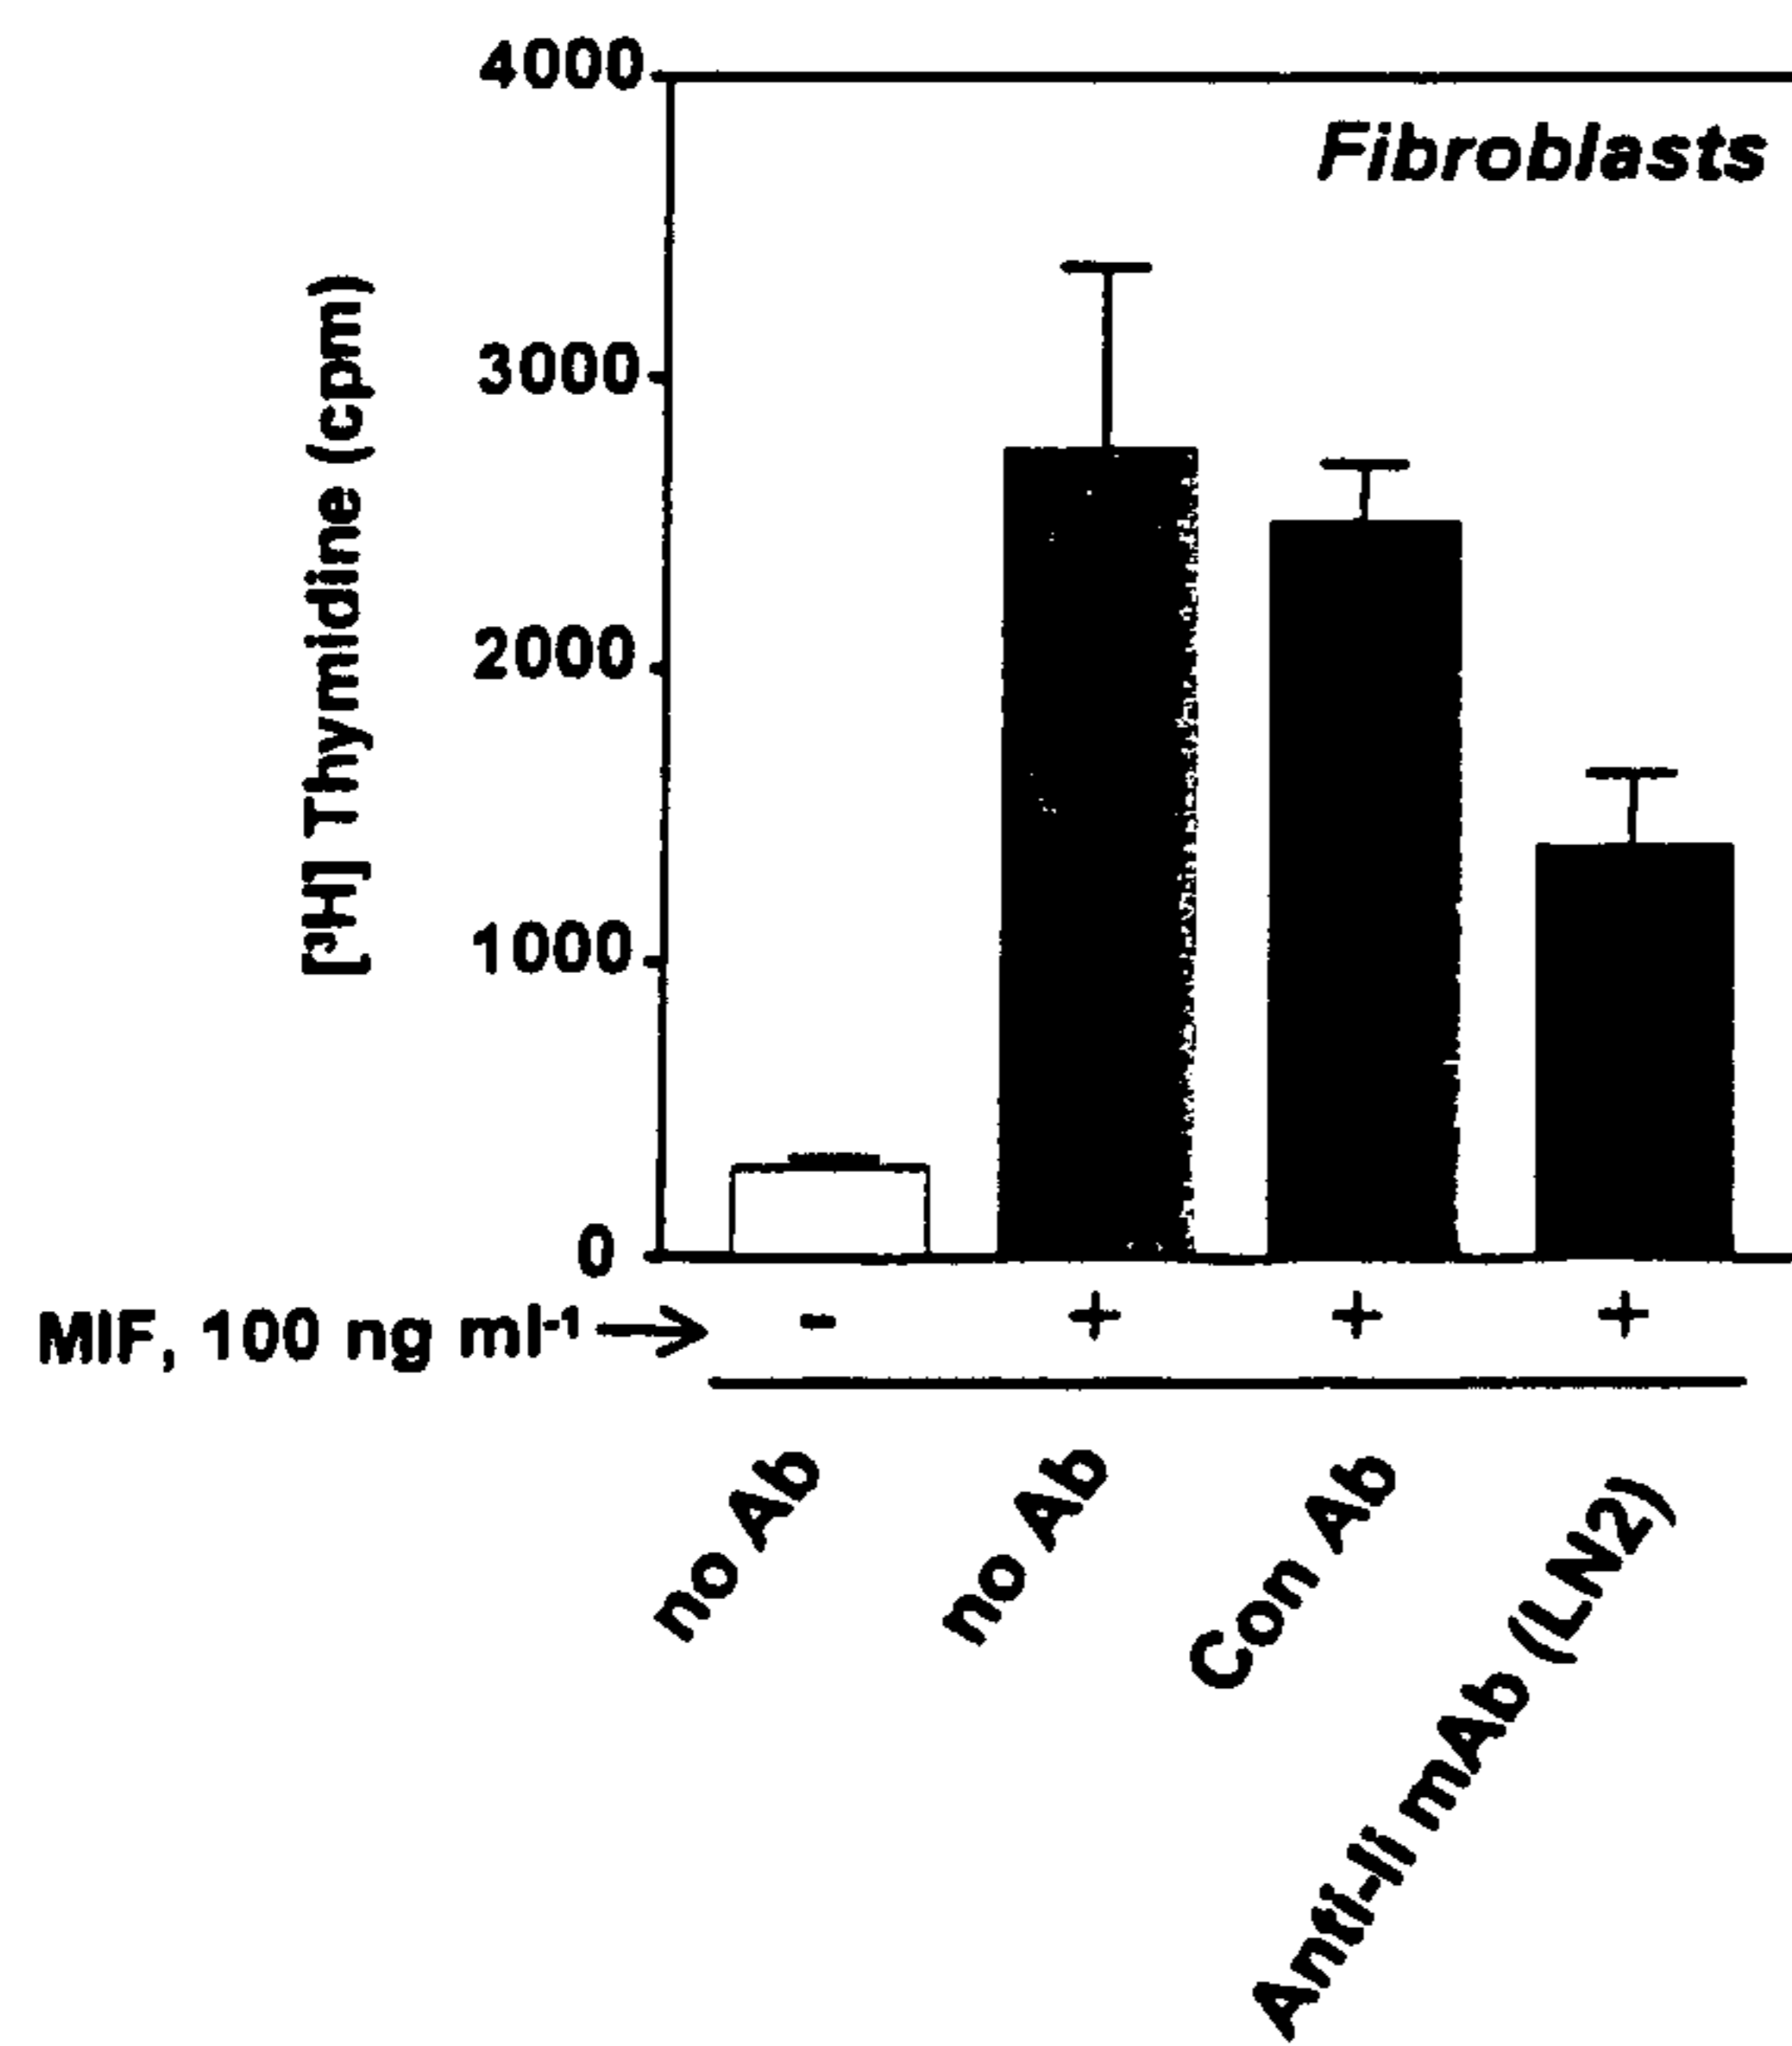 4000
Fibroblasts
3000
2000
1000
0
[³H] Thymidine (cpm)
MIF, 100 ng ml⁻¹ → - + + +
no Ab
no Ab
Con Ab
Anti-Ii mAb (LN2)